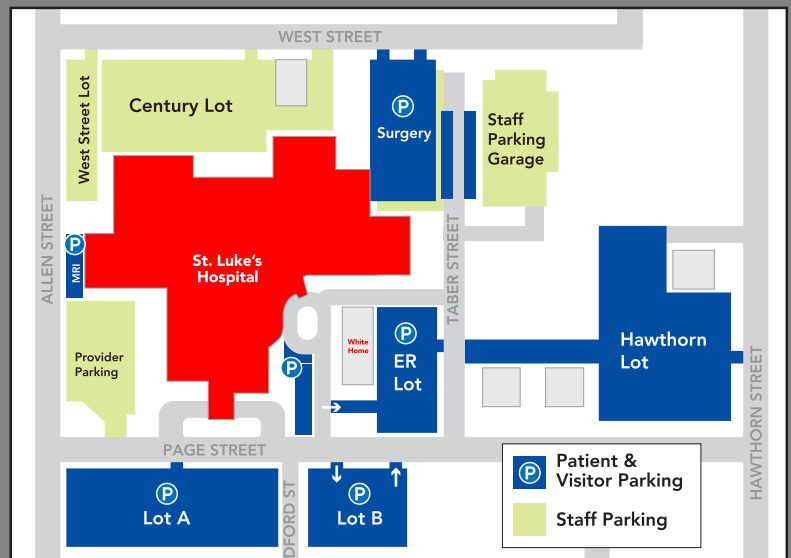 WEST STREET
West Street Lot
Century Lot
P
Surgery
Staff
Parking
Garage
ALLEN STREET
P
MRI
St. Luke's
Hospital
TABER STREET
Provider
Parking
P
White
Home
P
ER
Lot
Hawthorn
Lot
HAWTHORN STREET
PAGE STREET
P
Lot A
DFORD ST
P
Lot B
P
Patient &
Visitor Parking
Staff Parking